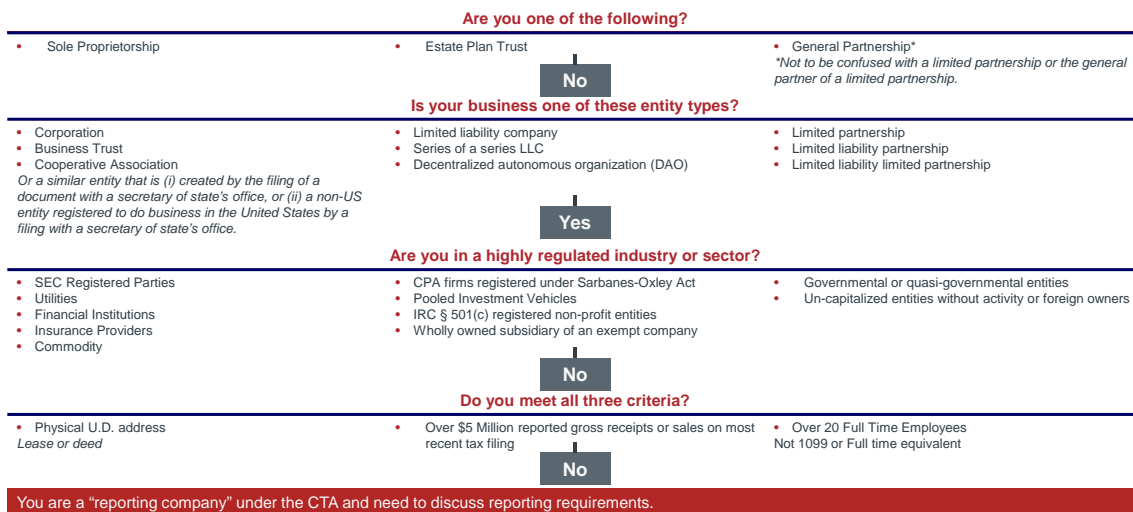 Are you one of the following?
• Sole Proprietorship
• Estate Plan Trust
• General Partnership*
*Not to be confused with a limited partnership or the general
partner of a limited partnership.
No
Is your business one of these entity types?
• Corporation
• Business Trust
• Cooperative Association
Or a similar entity that is (i) created by the filing of a
document with a secretary of state's office, or (ii) a non-US
entity registered to do business in the United States by a
filing with a secretary of state's office.
• Limited liability company
• Series of a series LLC
• Decentralized autonomous organization (DAO)
• Limited partnership
• Limited liability partnership
• Limited liability limited partnership
Yes
Are you in a highly regulated industry or sector?
• SEC Registered Parties
• Utilities
• Financial Institutions
• Insurance Providers
• Commodity
• CPA firms registered under Sarbanes-Oxley Act
• Pooled Investment Vehicles
• IRC § 501(c) registered non-profit entities
• Wholly owned subsidiary of an exempt company
• Governmental or quasi-governmental entities
• Un-capitalized entities without activity or foreign owners
No
Do you meet all three criteria?
• Physical U.D. address
Lease or deed
• Over $5 Million reported gross receipts or sales on most
recent tax filing
• Over 20 Full Time Employees
Not 1099 or Full time equivalent
No
You are a “reporting company” under the CTA and need to discuss reporting requirements.